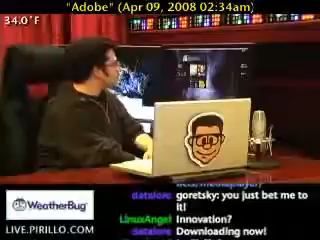 "Adobe" (Apr 09, 2008 02:34am)
34.0°F
WeatherBug
LIVE.PIRILLO.COM
datalore: goretsky: you just bet me to
it!
LinuxAngel: Innovation?
datalore: Downloading now!